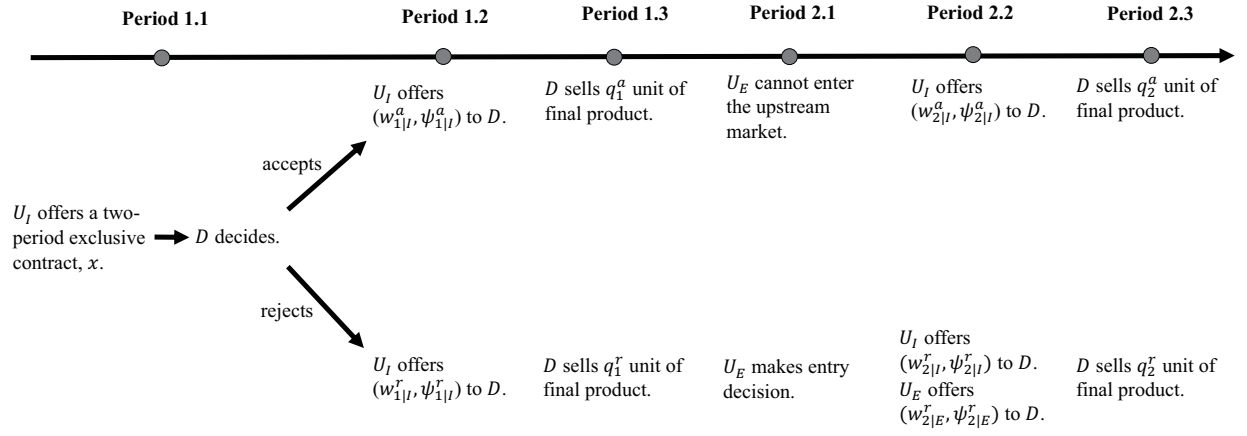 Period 1.1 Period 1.2 Period 1.3 Period 2.1 Period 2.2 Period 2.3
U_I offers
(w^a_{1|I}, ψ^a_{1|I}) to D.
D sells q^a_1 unit of
final product.
U_E cannot enter
the upstream
market.
U_I offers
(w^a_{2|I}, ψ^a_{2|I}) to D.
D sells q^a_2 unit of
final product.
accepts
U_I offers a two-
period exclusive
contract, x.
D decides.
rejects
U_I offers
(w^r_{1|I}, ψ^r_{1|I}) to D.
D sells q^r_1 unit of
final product.
U_E makes entry
decision.
U_I offers
(w^r_{2|I}, ψ^r_{2|I}) to D.
U_E offers
(w^r_{2|E}, ψ^r_{2|E}) to D.
D sells q^r_2 unit of
final product.